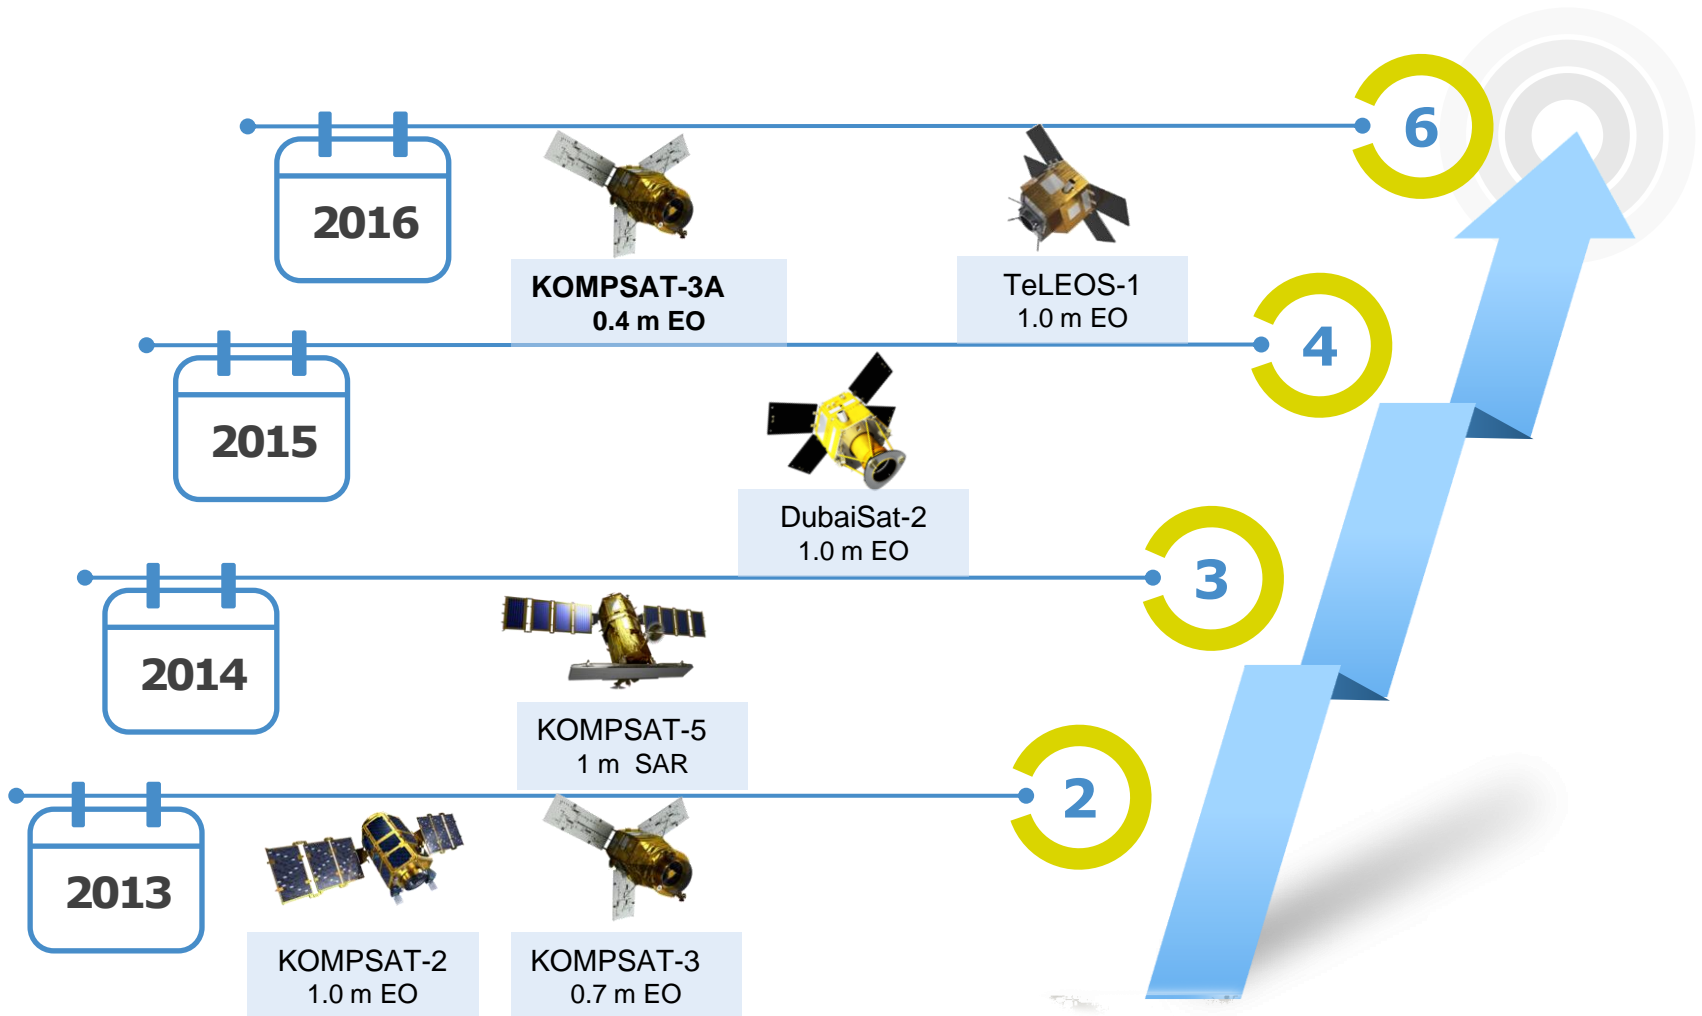 6
2016
KOMPSAT-3A
0.4 m EO
TeLEOS-1
1.0 m EO
4
2015
DubaiSat-2
1.0 m EO
3
2014
KOMPSAT-5
1 m  SAR
2
2013
KOMPSAT-2
1.0 m EO
KOMPSAT-3
0.7 m EO